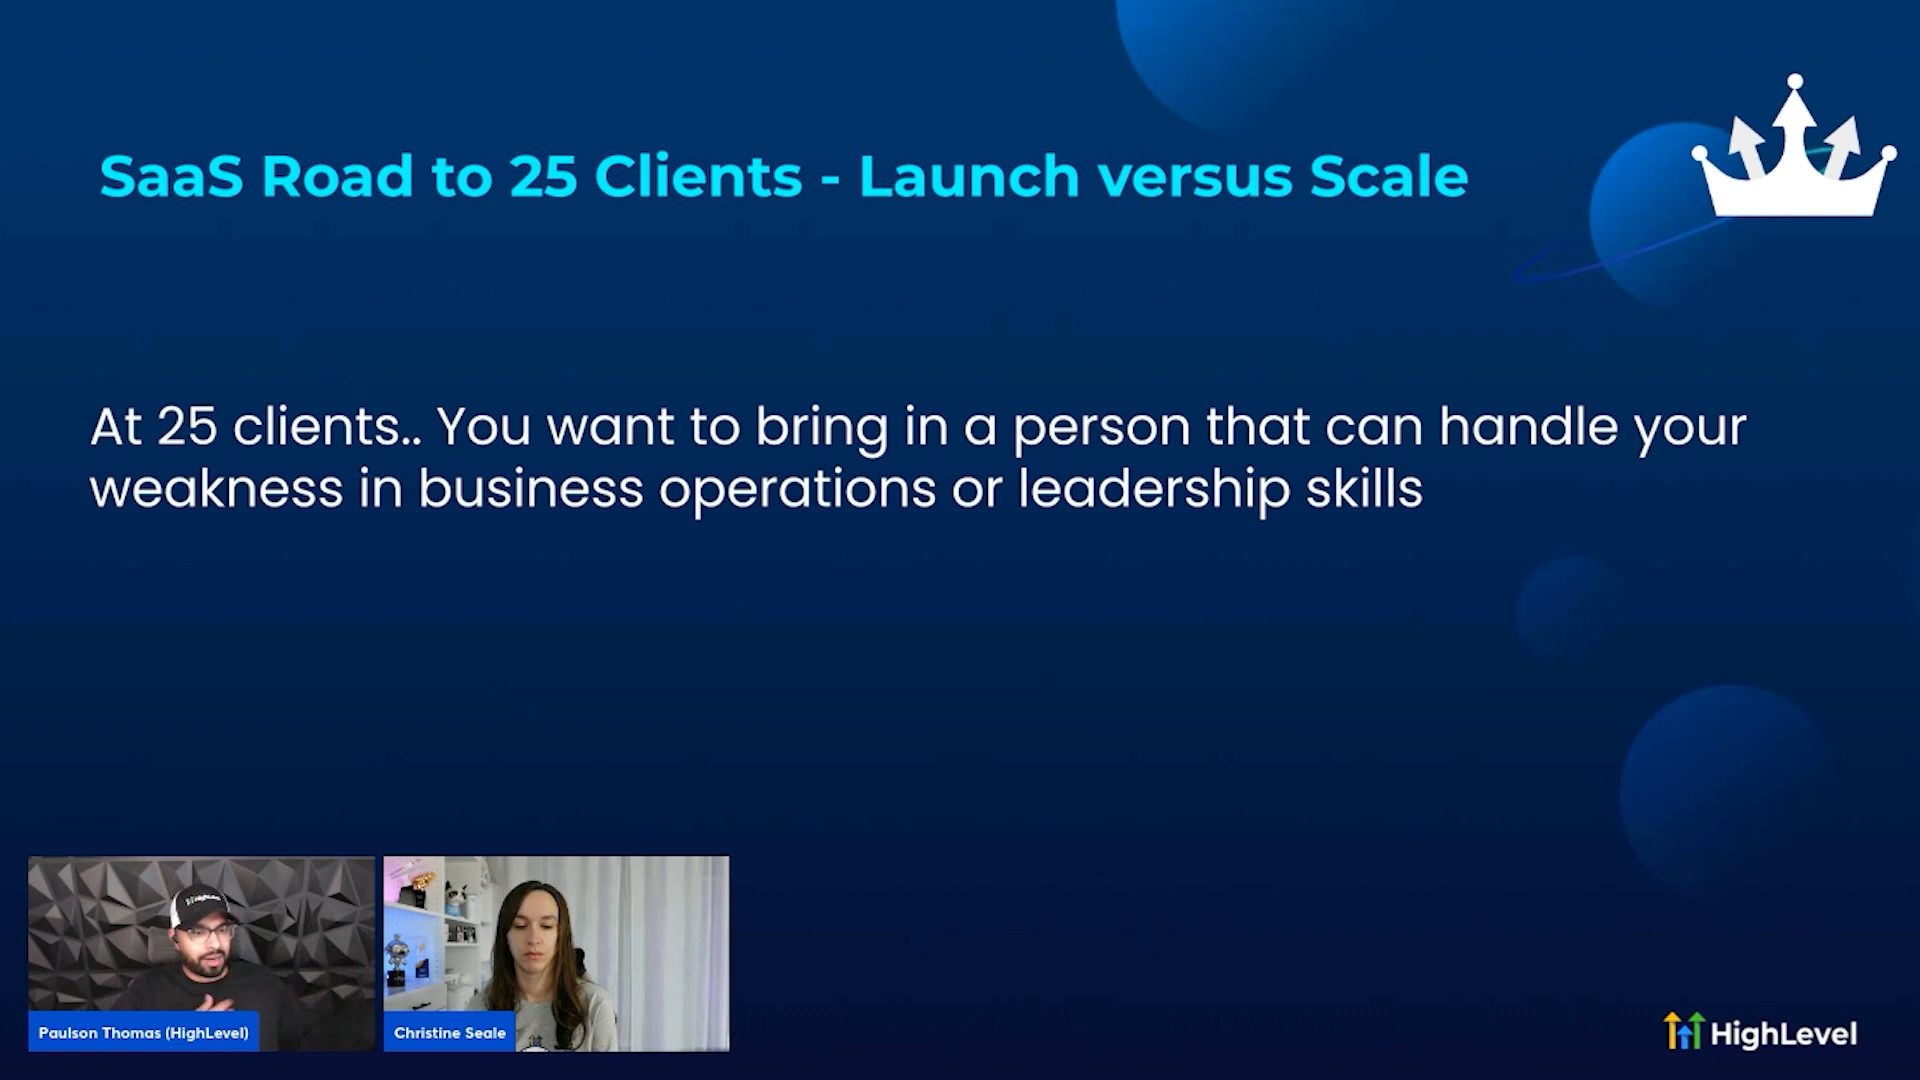 SaaS Road to 25 Clients - Launch versus Scale
At 25 clients.. You want to bring in a person that can handle your
weakness in business operations or leadership skills
Paulson Thomas (HighLevel)
Christine Seale
HighLevel